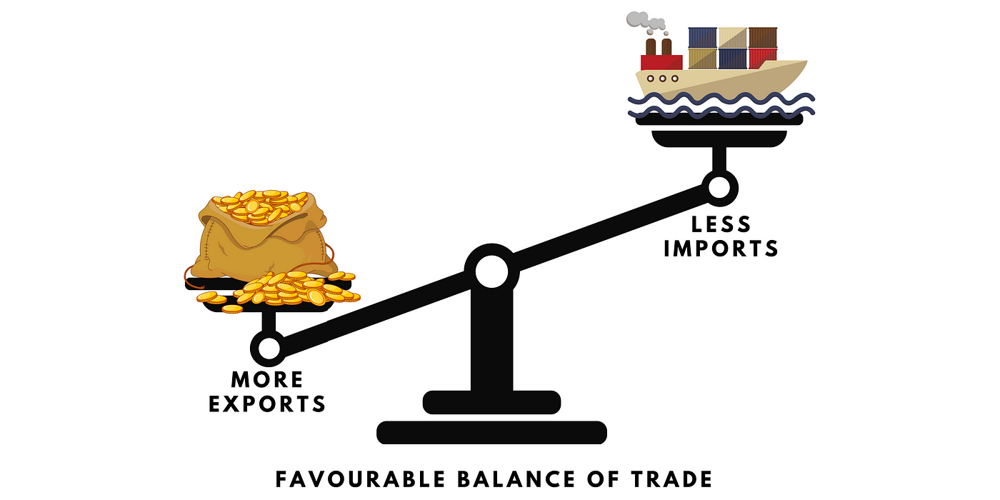 LESS
IMPORTS
MORE
EXPORTS
FAVOURABLE BALANCE OF TRADE